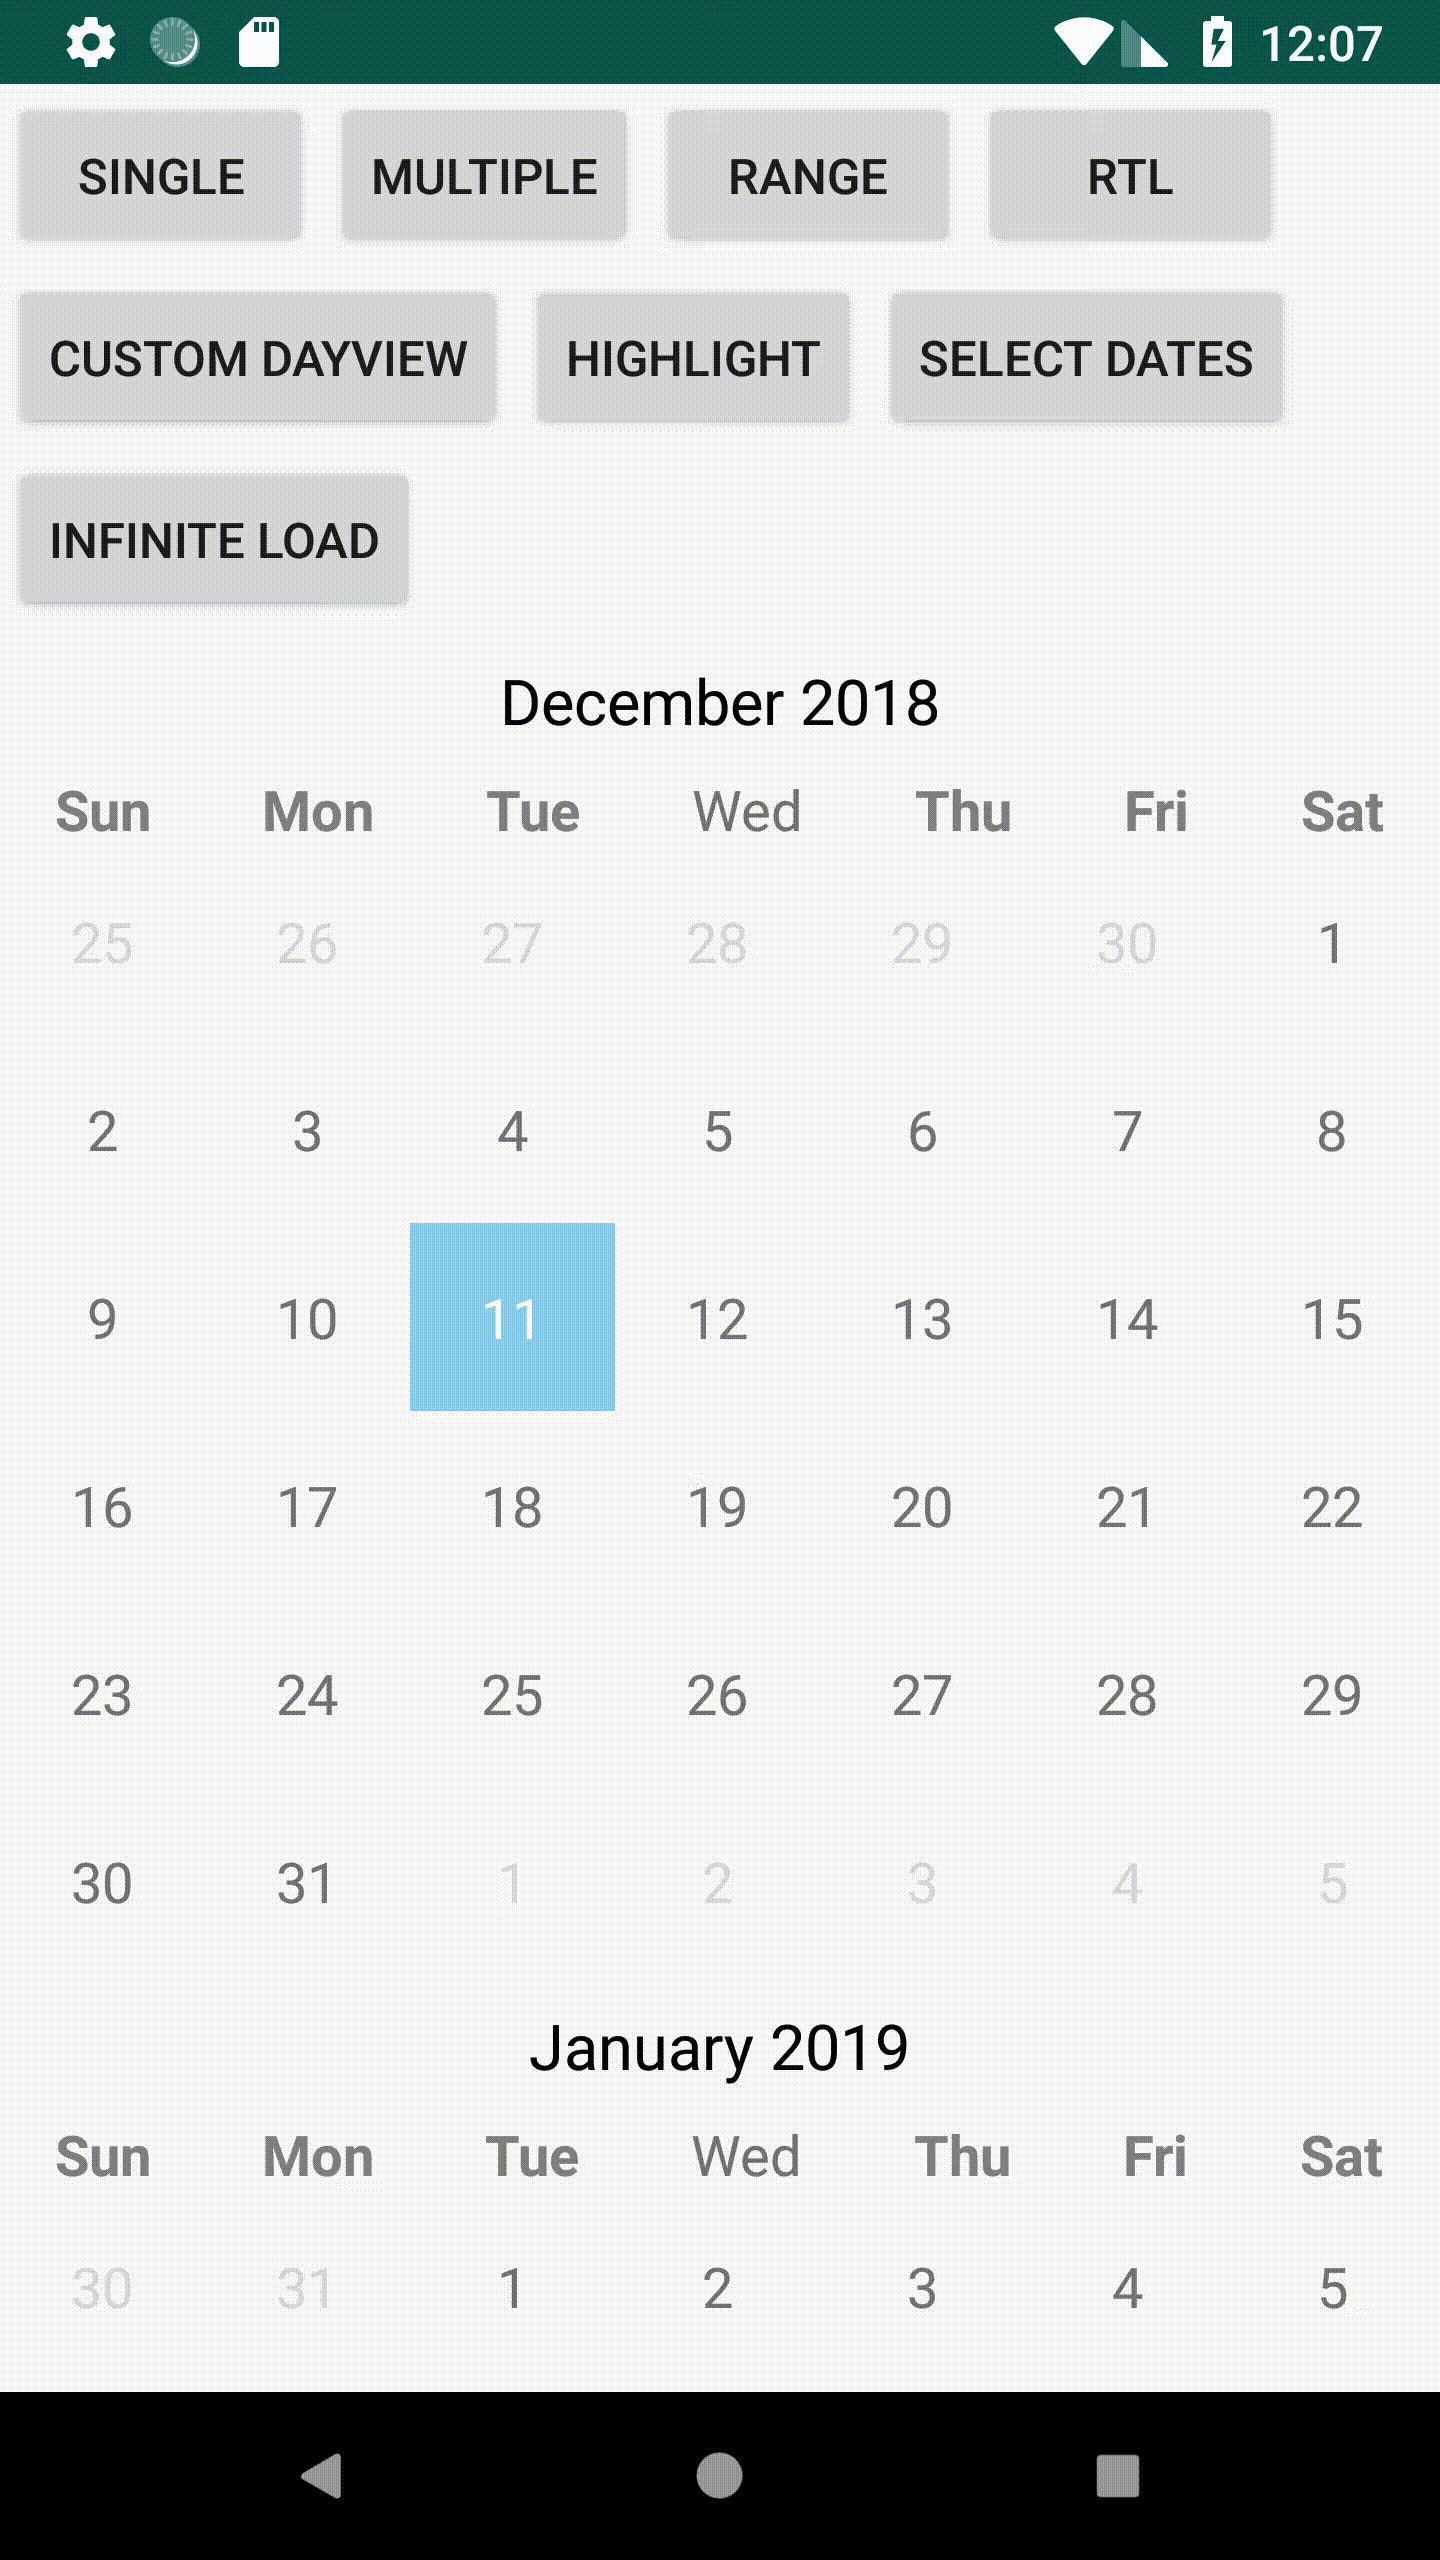 12:07
SINGLE MULTIPLE RANGE RTL
CUSTOM DAYVIEW HIGHLIGHT SELECT DATES
INFINITE LOAD
December 2018
Sun Mon Tue Wed Thu Fri Sat
25 26 27 28 29 30 1
2 3 4 5 6 7 8
9 10 11 12 13 14 15
16 17 18 19 20 21 22
23 24 25 26 27 28 29
30 31 1 2 3 4 5
January 2019
Sun Mon Tue Wed Thu Fri Sat
30 31 1 2 3 4 5